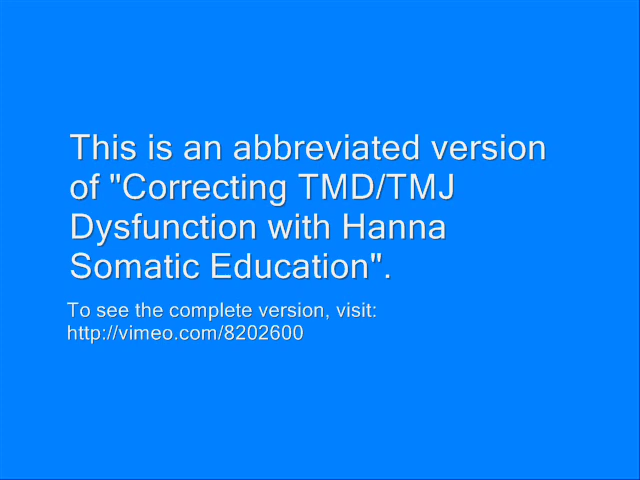 This is an abbreviated version
of "Correcting TMD/TMJ
Dysfunction with Hanna
Somatic Education".
To see the complete version, visit:
http://vimeo.com/8202600